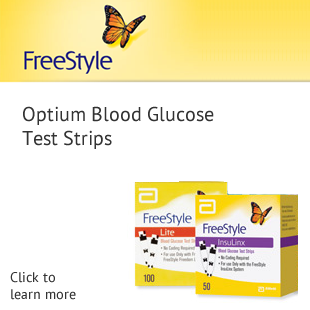 FreeStyle
Optium Blood Glucose
Test Strips
FreeStyle
Lite
Blood Glucose Test Strips
• No Coding Required
• For use Only with the
FreeStyle Freedom
100
FreeStyle
InsuLinx
Blood Glucose Test Strips
• No Coding Required
• For use Only with the FreeStyle
InsuLinx System
50
Abbott
Click to
learn more